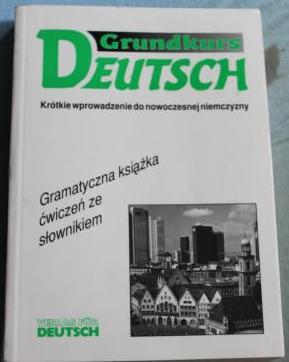 Grundkurs
DEUTSCH
Krótkie wprowadzenie do nowoczesnej niemczyzny
Gramatyczna książka
ćwiczeń ze
słownikiem
VERLAG FÜR
DEUTSCH